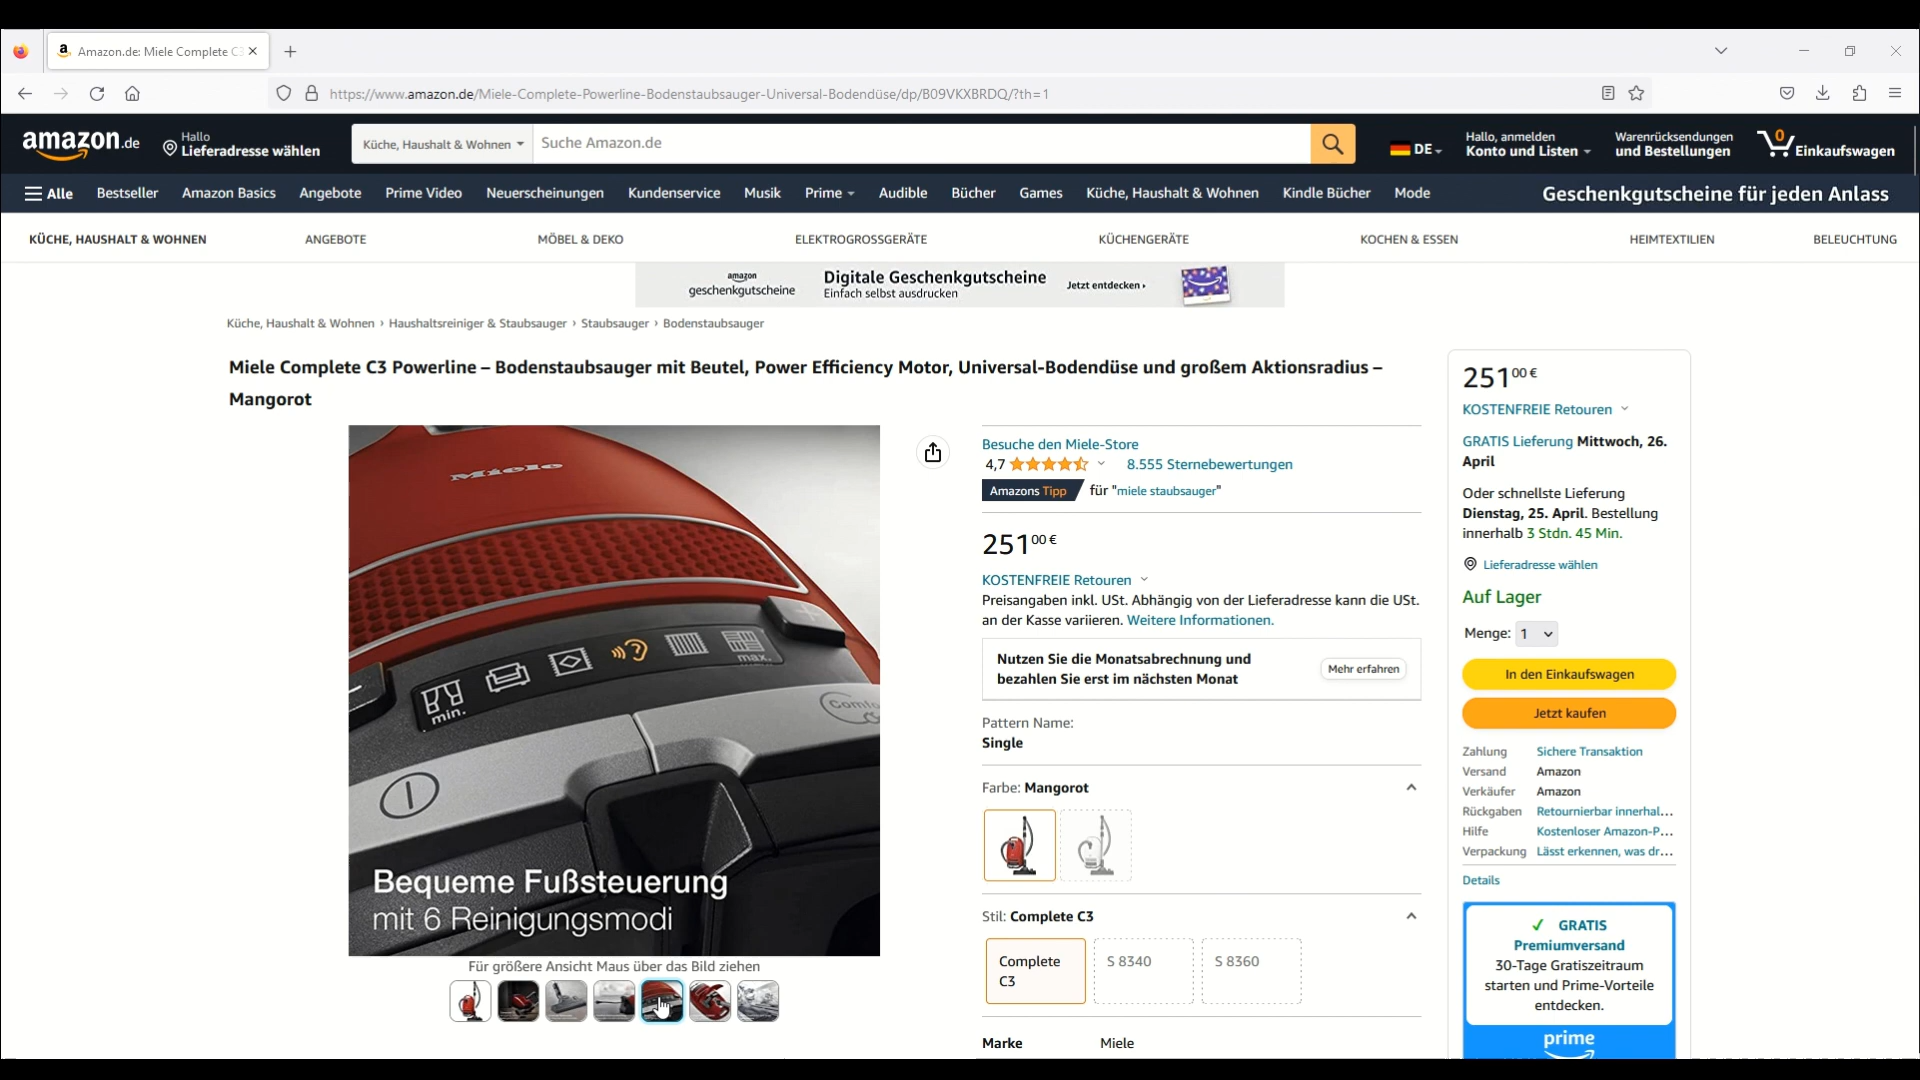 Amazon.de: Miele Complete C3
https://www.amazon.de/Miele-Complete-Powerline-Bodenstaubsauger-Universal-Bodendüse/dp/B09VKXBRDQ/?th=1
amazon.de
Hallo
Lieferadresse wählen
Küche, Haushalt & Wohnen
Suche Amazon.de
DE
Hallo, anmelden
Konto und Listen
Warenrücksendungen
und Bestellungen
0
Einkaufswagen
Alle
Bestseller
Amazon Basics
Angebote
Prime Video
Neuerscheinungen
Kundenservice
Musik
Prime
Audible
Bücher
Games
Küche, Haushalt & Wohnen
Kindle Bücher
Mode
Geschenkgutscheine für jeden Anlass
KÜCHE, HAUSHALT & WOHNEN
ANGEBOTE
MÖBEL & DEKO
ELEKTROGROSSGERÄTE
KÜCHENGERÄTE
KOCHEN & ESSEN
HEIMTEXTILIEN
BELEUCHTUNG
amazon
geschenkgutscheine
Digitale Geschenkgutscheine
Einfach selbst ausdrucken
Jetzt entdecken ›
Küche, Haushalt & Wohnen › Haushaltsreiniger & Staubsauger › Staubsauger › Bodenstaubsauger
Miele Complete C3 Powerline – Bodenstaubsauger mit Beutel, Power Efficiency Motor, Universal-Bodendüse und großem Aktionsradius –
Mangorot
Miele
min.
max.
Bequeme Fußsteuerung
mit 6 Reinigungsmodi
Für größere Ansicht Maus über das Bild ziehen
Besuche den Miele-Store
4,7
8.555 Sternebewertungen
Amazons Tipp für "miele staubsauger"
251 00 €
KOSTENFREIE Retouren
Preisangaben inkl. USt. Abhängig von der Lieferadresse kann die USt.
an der Kasse variieren. Weitere Informationen.
Nutzen Sie die Monatsabrechnung und
bezahlen Sie erst im nächsten Monat
Mehr erfahren
Pattern Name:
Single
Farbe: Mangorot
Stil: Complete C3
Complete
C3
S 8340
S 8360
Marke Miele
251 00 €
KOSTENFREIE Retouren
GRATIS Lieferung Mittwoch, 26.
April
Oder schnellste Lieferung
Dienstag, 25. April. Bestellung
innerhalb 3 Stdn. 45 Min.
Lieferadresse wählen
Auf Lager
Menge: 1
In den Einkaufswagen
Jetzt kaufen
Zahlung Sichere Transaktion
Versand Amazon
Verkäufer Amazon
Rückgaben Retournierbar innerhal...
Hilfe Kostenloser Amazon-P...
Verpackung Lässt erkennen, was dr...
Details
GRATIS
Premiumversand
30-Tage Gratiszeitraum
starten und Prime-Vorteile
entdecken.
prime